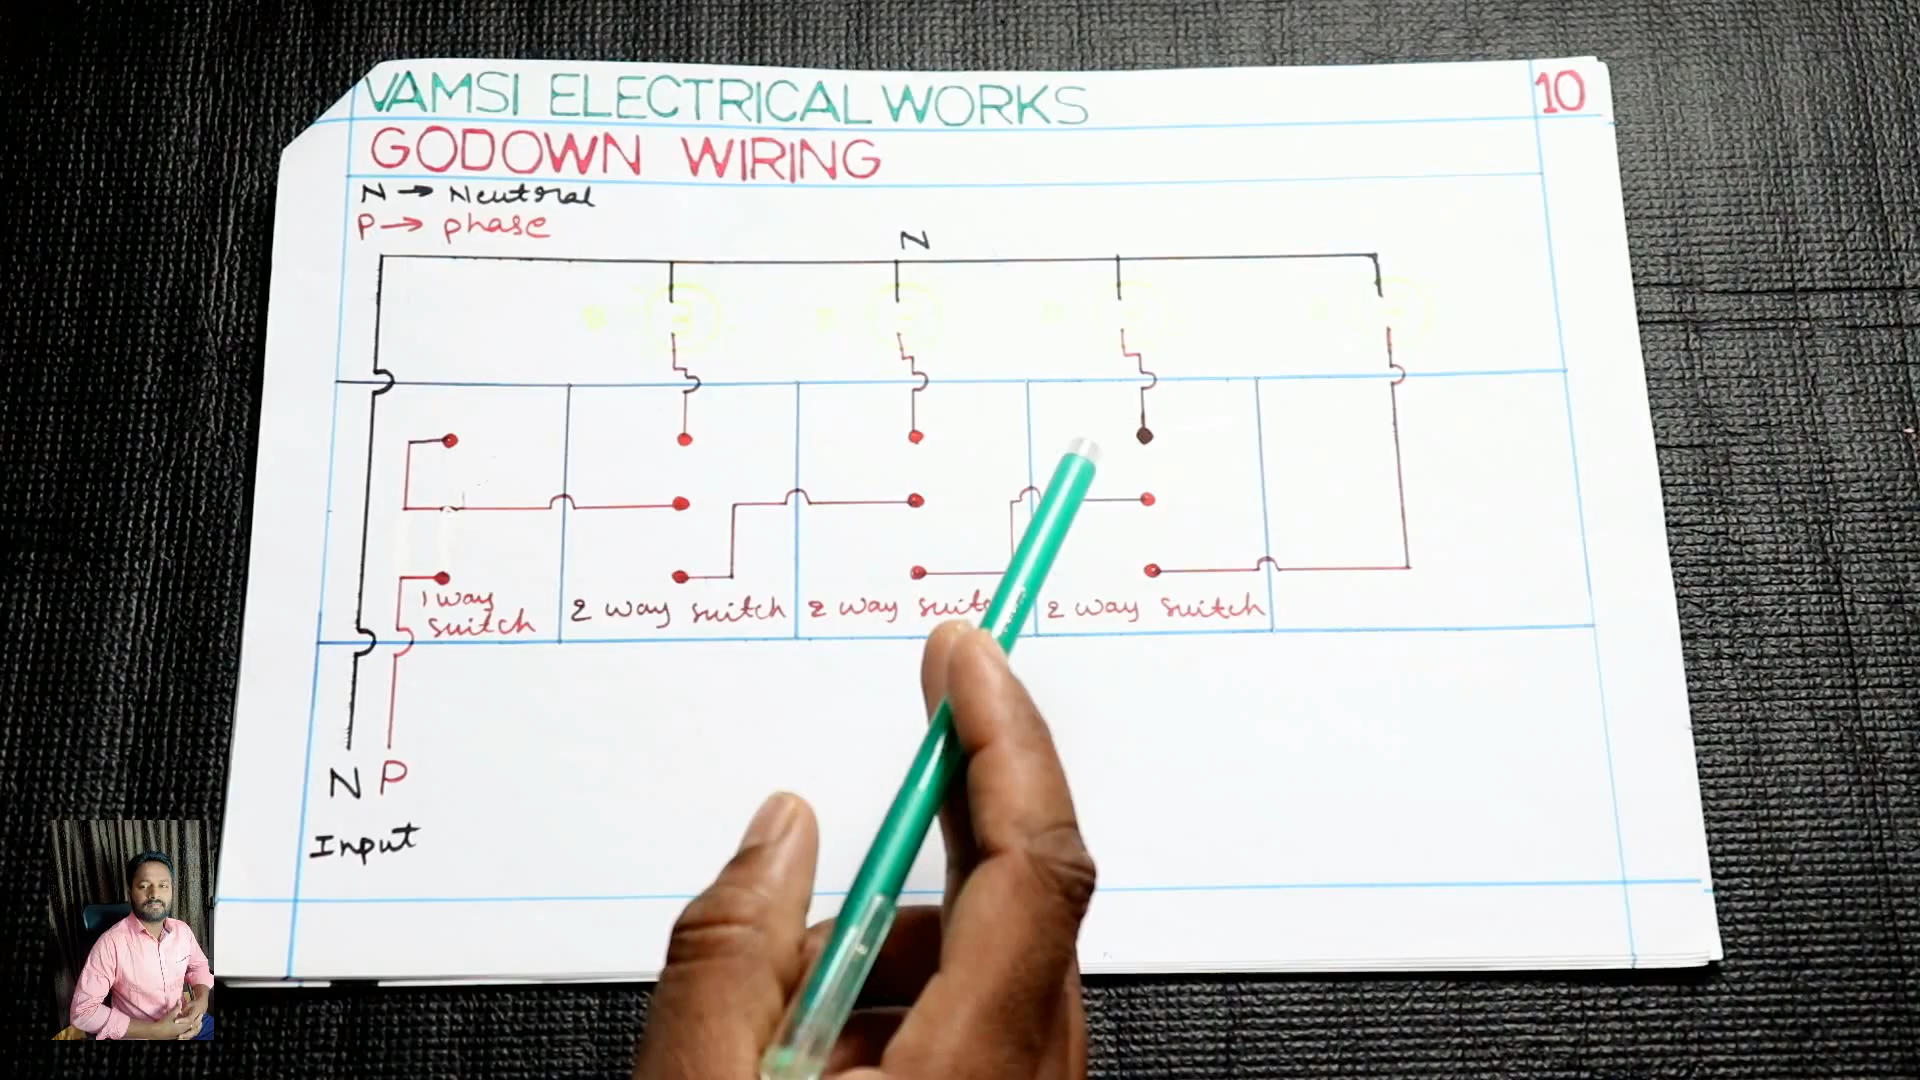 VAMSI ELECTRICAL WORKS
10
GODOWN WIRING
N → Neutral
P → phase
N
1 way
switch
2 way switch
2 way switc
2 way switch
N P
Input